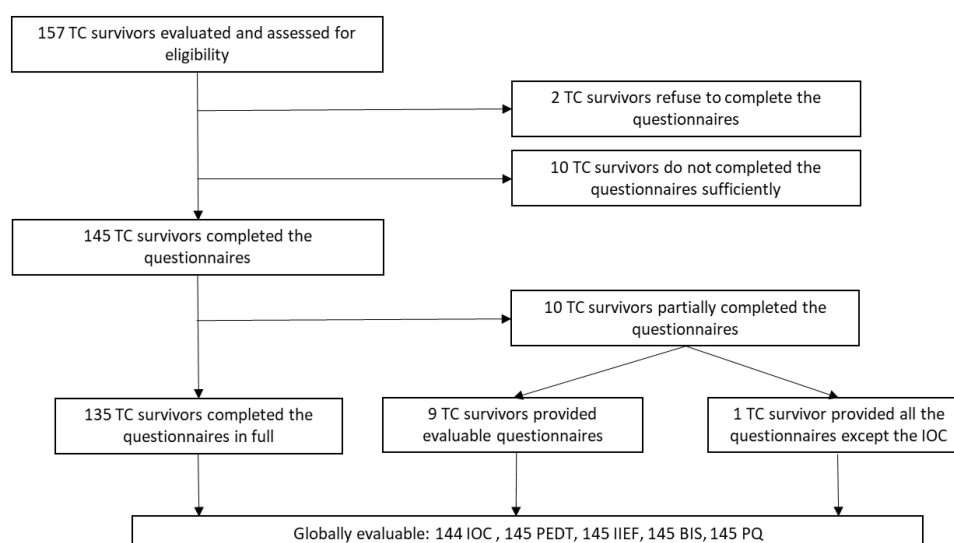 157 TC survivors evaluated and assessed for
eligibility
2 TC survivors refuse to complete the
questionnaires
10 TC survivors do not completed the
questionnaires sufficiently
145 TC survivors completed the
questionnaires
10 TC survivors partially completed the
questionnaires
135 TC survivors completed the
questionnaires in full
9 TC survivors provided
evaluable questionnaires
1 TC survivor provided all the
questionnaires except the IOC
Globally evaluable: 144 IOC , 145 PEDT, 145 IIEF, 145 BIS, 145 PQ